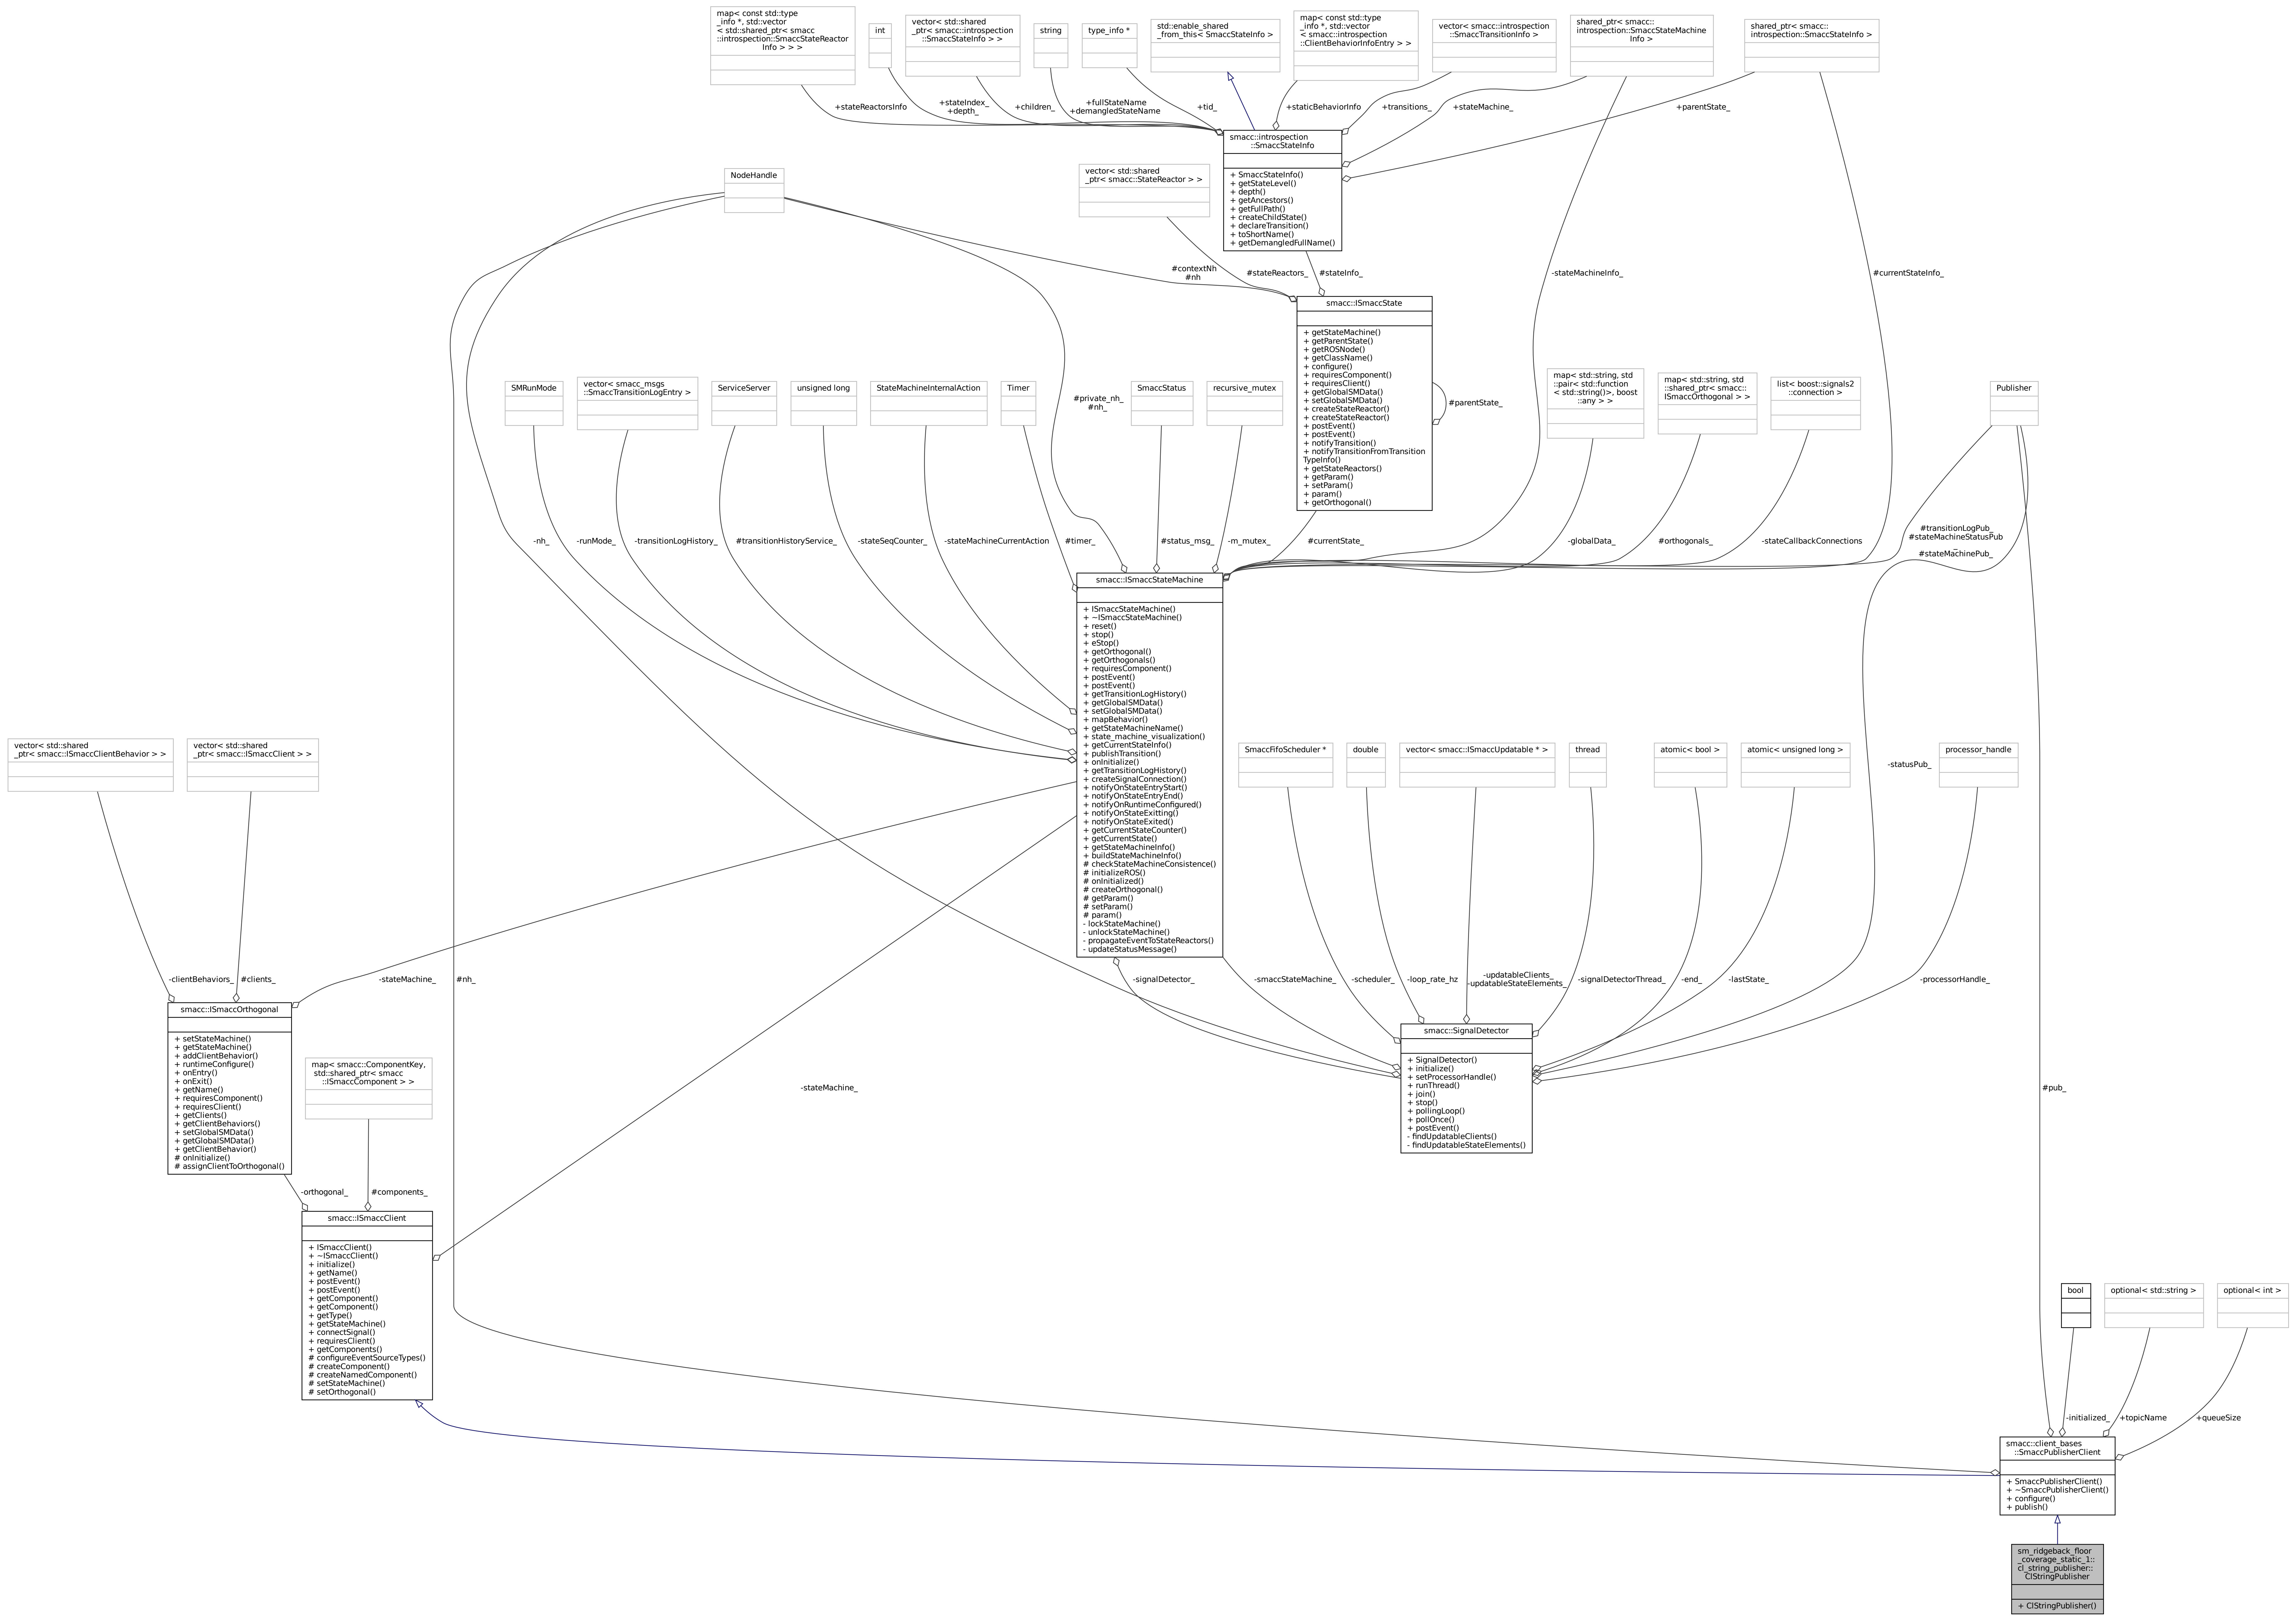 map< const std::type
_info *, std::vector
< std::shared_ptr< smacc
::introspection::SmaccStateReactor
Info > > >
int
vector< std::shared
_ptr< smacc::introspection
::SmaccStateInfo > >
string
type_info *
std::enable_shared
_from_this< SmaccStateInfo >
map< const std::type
_info *, std::vector
< smacc::introspection
::ClientBehaviorInfoEntry > >
vector< smacc::introspection
::SmaccTransitionInfo >
shared_ptr< smacc::
introspection::SmaccStateMachine
Info >
shared_ptr< smacc::
introspection::SmaccStateInfo >
+stateReactorsInfo
+stateIndex_
+depth_
+children_
+fullStateName
+demangledStateName
+tid_
+staticBehaviorInfo
+transitions_
+stateMachine_
+parentState_
smacc::introspection
::SmaccStateInfo
+ SmaccStateInfo()
+ getStateLevel()
+ depth()
+ getAncestors()
+ getFullPath()
+ createChildState()
+ declareTransition()
+ toShortName()
+ getDemangledFullName()
NodeHandle
vector< std::shared
_ptr< smacc::StateReactor > >
#contextNh
#nh
#stateReactors_
#stateInfo_
-stateMachineInfo_
#currentStateInfo_
smacc::ISmaccState
+ getStateMachine()
+ getParentState()
+ getROSNode()
+ getClassName()
+ configure()
+ requiresComponent()
+ requiresClient()
+ getGlobalSMData()
+ setGlobalSMData()
+ createStateReactor()
+ createStateReactor()
+ postEvent()
+ postEvent()
+ notifyTransition()
+ notifyTransitionFromTransition
TypeInfo()
+ getStateReactors()
+ getParam()
+ setParam()
+ param()
+ getOrthogonal()
#parentState_
SMRunMode
vector< smacc_msgs
::SmaccTransitionLogEntry >
ServiceServer
unsigned long
StateMachineInternalAction
Timer
#private_nh_
#nh_
SmaccStatus
recursive_mutex
map< std::string, std
::pair< std::function
< std::string()>, boost
::any > >
map< std::string, std
::shared_ptr< smacc::
ISmaccOrthogonal > >
list< boost::signals2
::connection >
Publisher
-nh_
-runMode_
-transitionLogHistory_
#transitionHistoryService_
-stateSeqCounter_
-stateMachineCurrentAction
#timer_
#status_msg_
-m_mutex_
#currentState_
-globalData_
#orthogonals_
-stateCallbackConnections
#transitionLogPub_
#stateMachineStatusPub
_
#stateMachinePub_
smacc::ISmaccStateMachine
+ ISmaccStateMachine()
+ ~ISmaccStateMachine()
+ reset()
+ stop()
+ eStop()
+ getOrthogonal()
+ getOrthogonals()
+ requiresComponent()
+ postEvent()
+ postEvent()
+ getTransitionLogHistory()
+ getGlobalSMData()
+ setGlobalSMData()
+ mapBehavior()
+ getStateMachineName()
+ state_machine_visualization()
+ getCurrentStateInfo()
+ publishTransition()
+ onInitialize()
+ getTransitionLogHistory()
+ createSignalConnection()
+ notifyOnStateEntryStart()
+ notifyOnStateEntryEnd()
+ notifyOnRuntimeConfigured()
+ notifyOnStateExitting()
+ notifyOnStateExited()
+ getCurrentStateCounter()
+ getCurrentState()
+ getStateMachineInfo()
+ buildStateMachineInfo()
# checkStateMachineConsistence()
# initializeROS()
# onInitialized()
# createOrthogonal()
# getParam()
# setParam()
# param()
- lockStateMachine()
- unlockStateMachine()
- propagateEventToStateReactors()
- updateStatusMessage()
vector< std::shared
_ptr< smacc::ISmaccClientBehavior > >
vector< std::shared
_ptr< smacc::ISmaccClient > >
SmaccFifoScheduler *
double
vector< smacc::ISmaccUpdatable * >
thread
atomic< bool >
atomic< unsigned long >
processor_handle
-statusPub_
-clientBehaviors_
#clients_
-stateMachine_
#nh_
-signalDetector_
-smaccStateMachine_
-scheduler_
-loop_rate_hz
-updatableClients_
-updatableStateElements_
-signalDetectorThread_
-end_
-lastState_
-processorHandle_
smacc::ISmaccOrthogonal
+ setStateMachine()
+ getStateMachine()
+ addClientBehavior()
+ runtimeConfigure()
+ onEntry()
+ onExit()
+ getName()
+ requiresComponent()
+ requiresClient()
+ getClients()
+ getClientBehaviors()
+ setGlobalSMData()
+ getGlobalSMData()
+ getClientBehavior()
# onInitialize()
# assignClientToOrthogonal()
map< smacc::ComponentKey,
std::shared_ptr< smacc
::ISmaccComponent > >
smacc::SignalDetector
+ SignalDetector()
+ initialize()
+ setProcessorHandle()
+ runThread()
+ join()
+ stop()
+ pollingLoop()
+ pollOnce()
+ postEvent()
- findUpdatableClients()
- findUpdatableStateElements()
-stateMachine_
#pub_
-orthogonal_
#components_
smacc::ISmaccClient
+ ISmaccClient()
+ ~ISmaccClient()
+ initialize()
+ getName()
+ postEvent()
+ postEvent()
+ getComponent()
+ getComponent()
+ getType()
+ getStateMachine()
+ connectSignal()
+ requiresClient()
+ getComponents()
# configureEventSourceTypes()
# createComponent()
# createNamedComponent()
# setStateMachine()
# setOrthogonal()
bool
optional< std::string >
optional< int >
-initialized_
+topicName
+queueSize
smacc::client_bases
::SmaccPublisherClient
+ SmaccPublisherClient()
+ ~SmaccPublisherClient()
+ configure()
+ publish()
sm_ridgeback_floor
_coverage_static_1::
cl_string_publisher::
ClStringPublisher
+ ClStringPublisher()